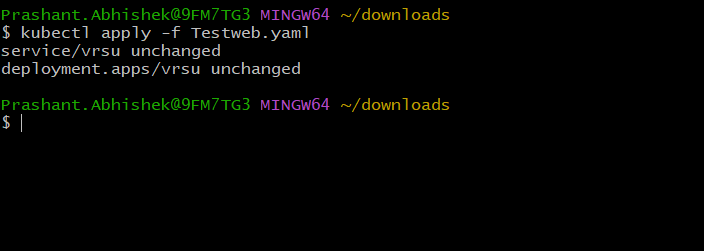 Prashant.Abhishek@9FM7TG3 MINGW64 ~/downloads
$ kubectl apply -f Testweb.yaml
service/vrsu unchanged
deployment.apps/vrsu unchanged
Prashant.Abhishek@9FM7TG3 MINGW64 ~/downloads
$